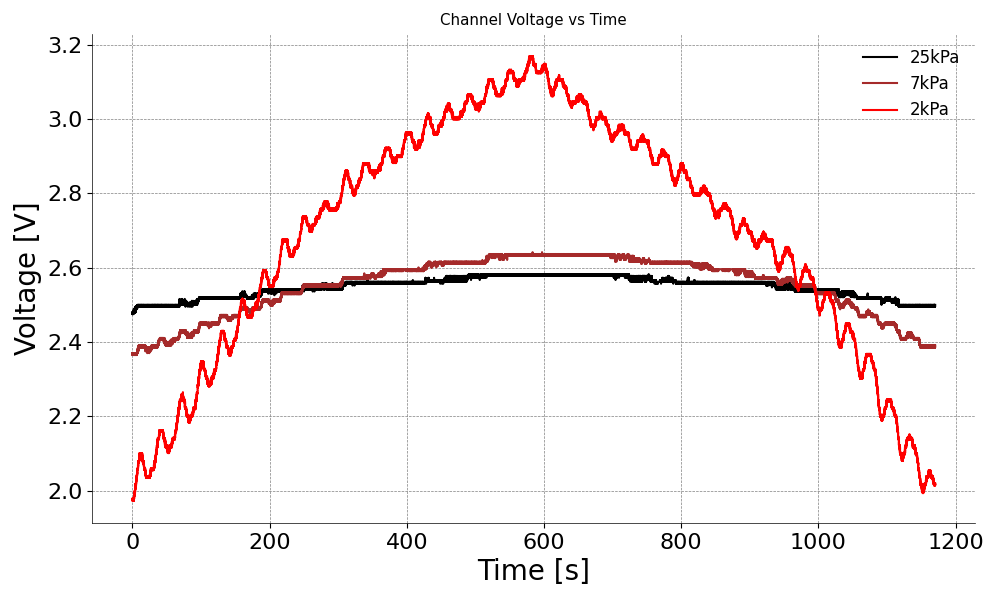 Channel Voltage vs Time
3.2
3.0
2.8
2.6
2.4
2.2
2.0
Voltage [V]
25kPa
7kPa
2kPa
0 200 400 600 800 1000 1200
Time [s]